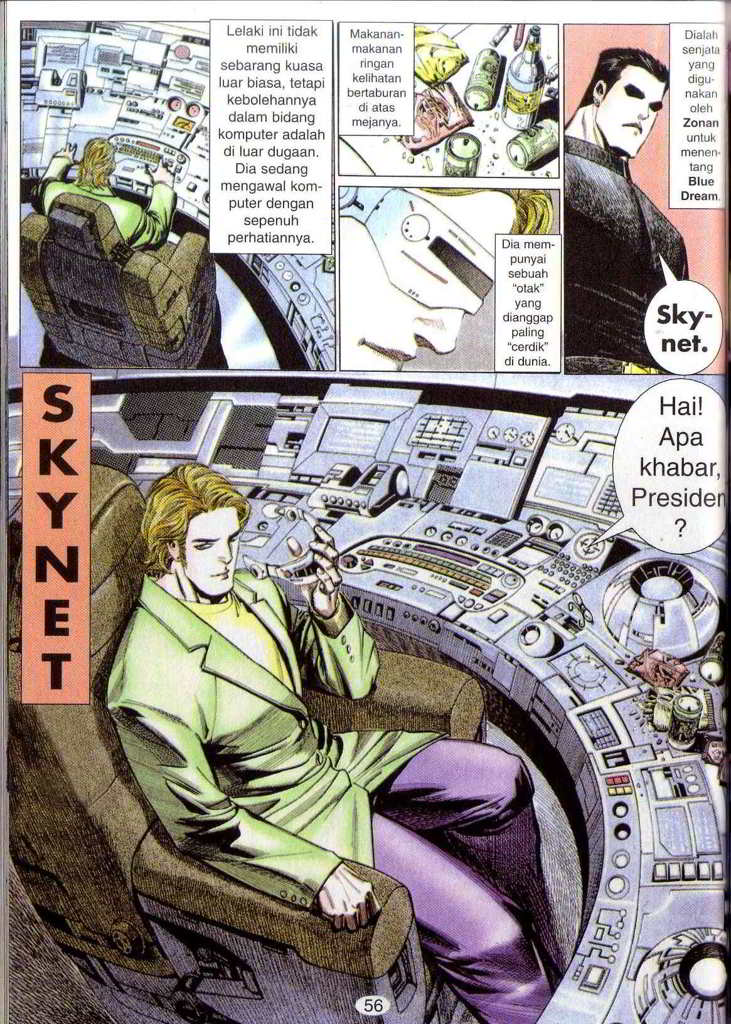 Lelaki ini tidak
memiliki
sebarang kuasa
luar biasa, tetapi
kebolehannya
dalam bidang
komputer adalah
di luar dugaan.
Dia sedang
mengawal kom-
puter dengan
sepenuh
perhatiannya.
Makanan-
makanan
ringan
kelihatan
bertaburan
di atas
mejanya.
Dia mem-
punyai
sebuah
"otak"
yang
dianggap
paling
"cerdik"
di dunia.
Dialah
senjata
yang
digu-
nakan
oleh
Zonan
untuk
menen-
tang
Blue
Dream.
Sky-
net.
SKYNET
Hai!
Apa
khabar,
Presiden
?
56